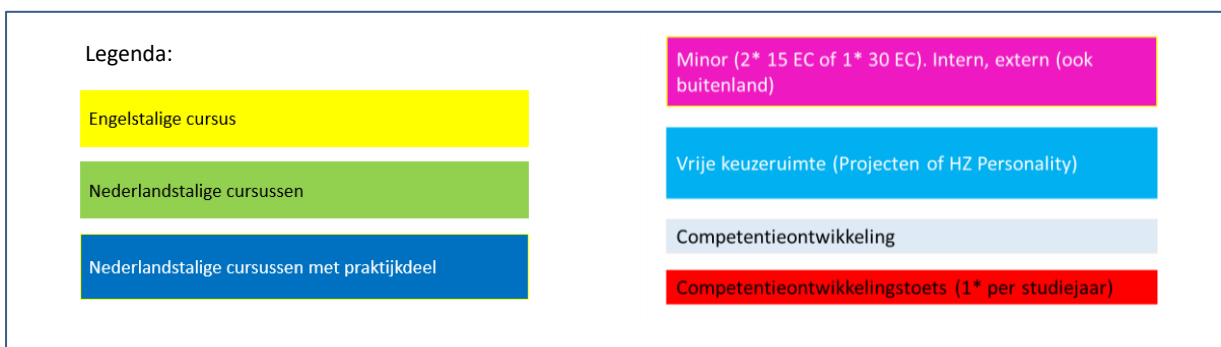 Legenda:
Engelstalige cursus
Nederlandstalige cursussen
Nederlandstalige cursussen met praktijkdeel
Minor (2* 15 EC of 1* 30 EC). Intern, extern (ook
buitenland)
Vrije keuzeruimte (Projecten of HZ Personality)
Competentieontwikkeling
Competentieontwikkelingstoets (1* per studiejaar)